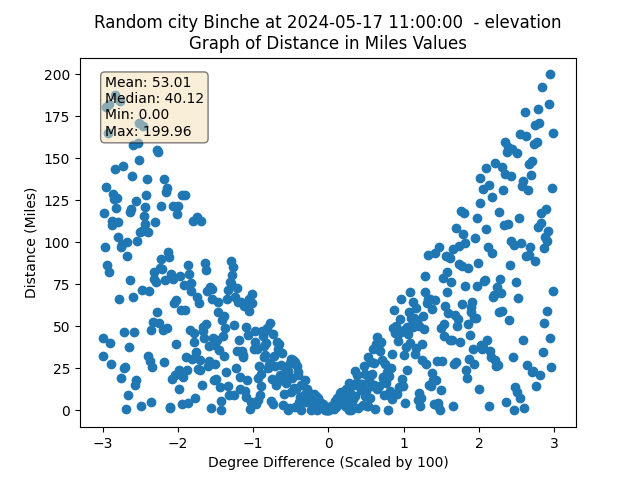 Random city Binche at 2024-05-17 11:00:00  - elevation
Graph of Distance in Miles Values
Mean: 53.01
Median: 40.12
Min: 0.00
Max: 199.96
200
175
150
125
100
75
50
25
0
Distance (Miles)
−3
−2
−1
0
1
2
3
Degree Difference (Scaled by 100)